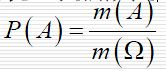 P(A) = m(A) / m(Ω)